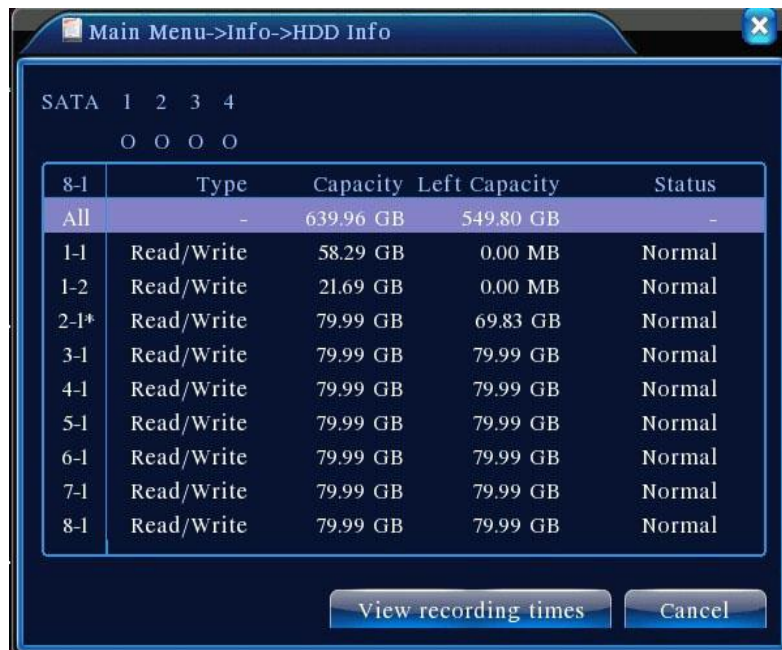 Main Menu->Info->HDD Info
SATA 1 2 3 4
O O O O
8-1 Type Capacity Left Capacity Status
All - 639.96 GB 549.80 GB -
1-1 Read/Write 58.29 GB 0.00 MB Normal
1-2 Read/Write 21.69 GB 0.00 MB Normal
2-1* Read/Write 79.99 GB 69.83 GB Normal
3-1 Read/Write 79.99 GB 79.99 GB Normal
4-1 Read/Write 79.99 GB 79.99 GB Normal
5-1 Read/Write 79.99 GB 79.99 GB Normal
6-1 Read/Write 79.99 GB 79.99 GB Normal
7-1 Read/Write 79.99 GB 79.99 GB Normal
8-1 Read/Write 79.99 GB 79.99 GB Normal
View recording times Cancel